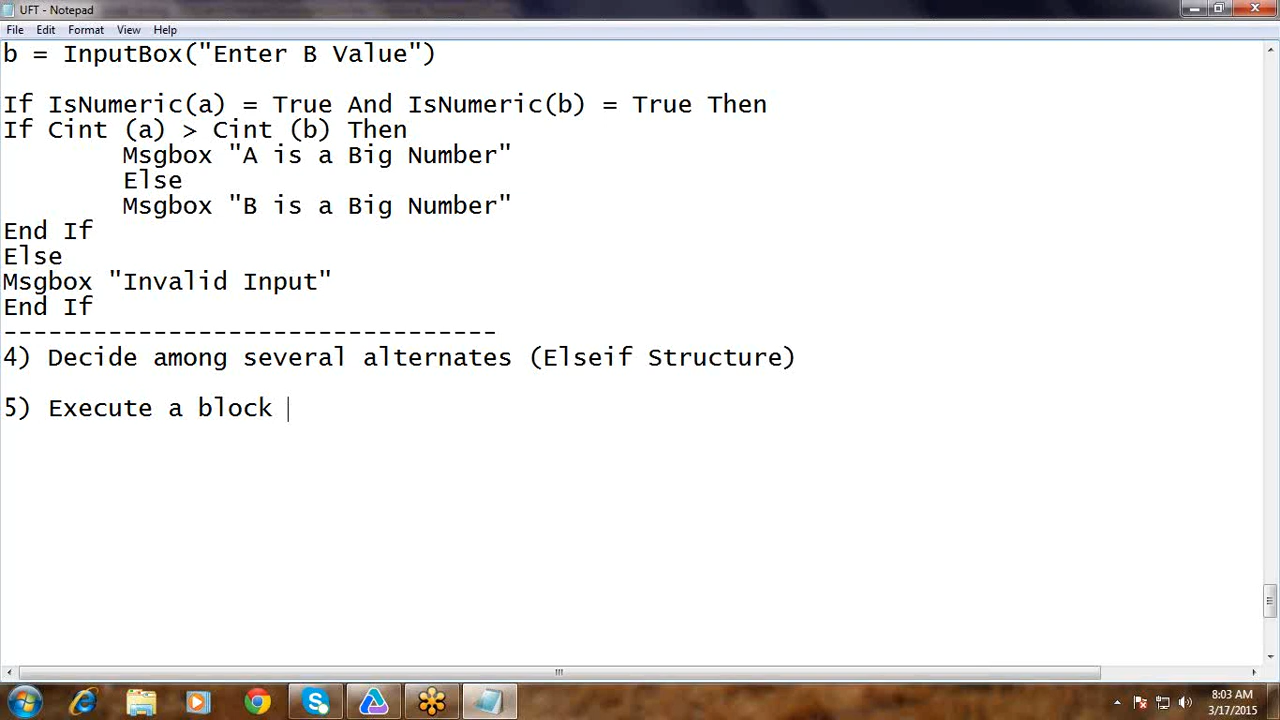 UFT - Notepad
File Edit Format View Help
b = InputBox("Enter B Value")
If IsNumeric(a) = True And IsNumeric(b) = True Then
If Cint (a) > Cint (b) Then
Msgbox "A is a Big Number"
Else
Msgbox "B is a Big Number"
End If
Else
Msgbox "Invalid Input"
End If
---------------------------------
4) Decide among several alternates (Elseif Structure)
5) Execute a block
8:03 AM
3/17/2015